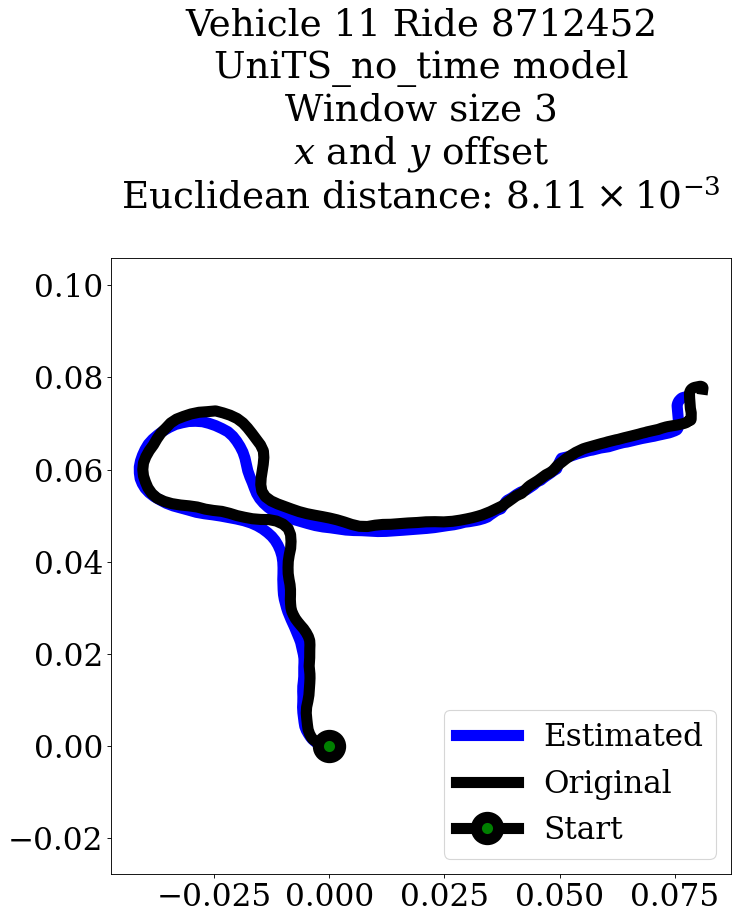 Vehicle 11 Ride 8712452
UniTS_no_time model
Window size 3
x and y offset
Euclidean distance: 8.11 × 10⁻³
0.10
0.08
0.06
0.04
0.02
0.00
−0.02
−0.025 0.000 0.025 0.050 0.075
Estimated
Original
Start